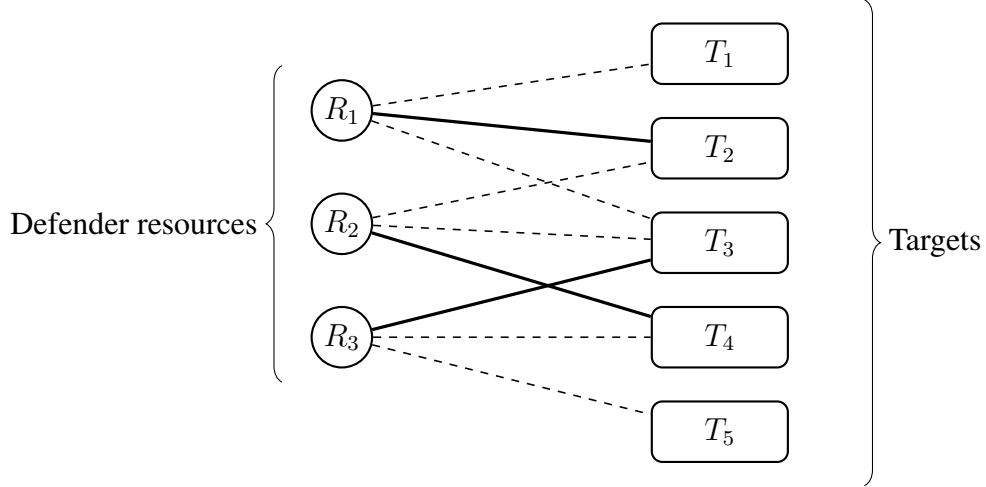 Defender resources
R₁
R₂
R₃
T₁
T₂
T₃
T₄
T₅
Targets